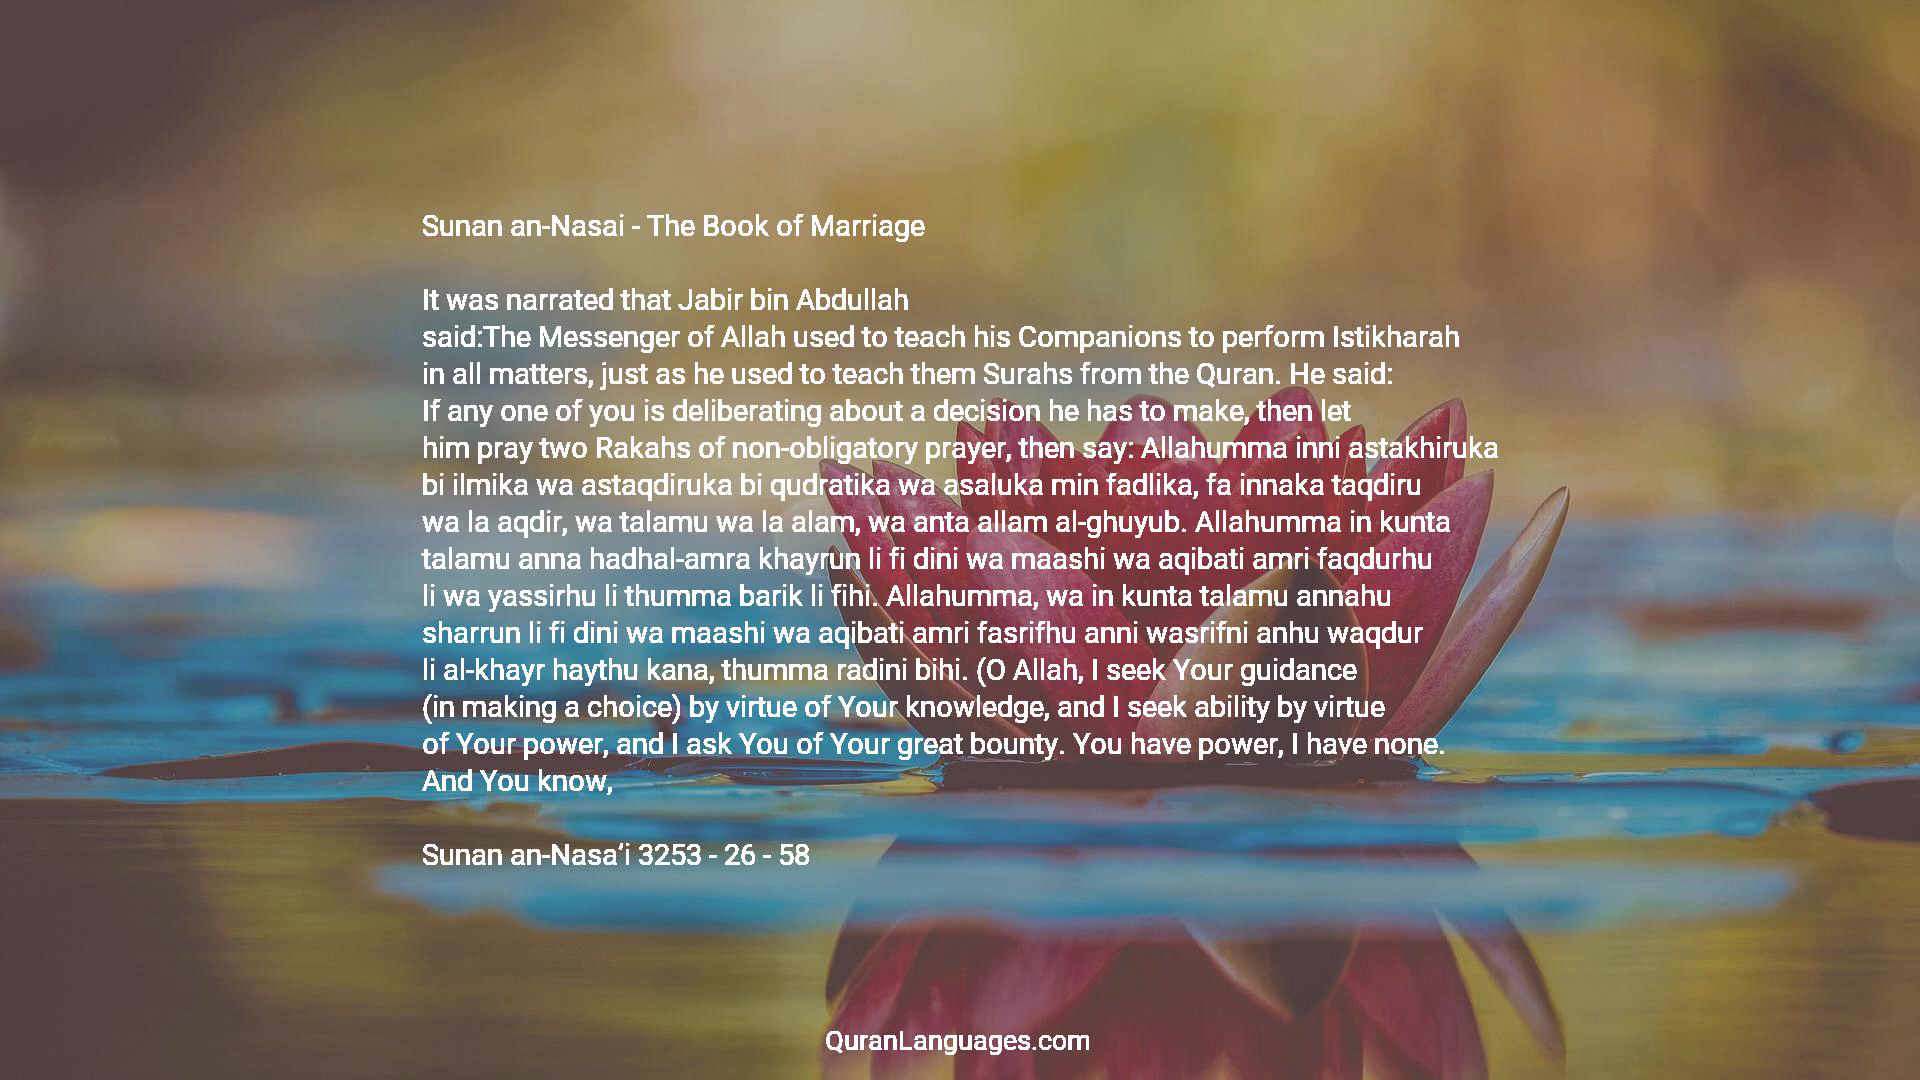 Sunan an-Nasai - The Book of Marriage
It was narrated that Jabir bin Abdullah
said:The Messenger of Allah used to teach his Companions to perform Istikharah
in all matters, just as he used to teach them Surahs from the Quran. He said:
If any one of you is deliberating about a decision he has to make, then let
him pray two Rakahs of non-obligatory prayer, then say: Allahumma inni astakhiruka
bi ilmika wa astaqdiruka bi qudratika wa asaluka min fadlika, fa innaka taqdiru
wa la aqdir, wa talamu wa la alam, wa anta allam al-ghuyub. Allahumma in kunta
talamu anna hadhal-amra khayrun li fi dini wa maashi wa aqibati amri faqdurhu
li wa yassirhu li thumma barik li fihi. Allahumma, wa in kunta talamu annahu
sharrun li fi dini wa maashi wa aqibati amri fasrifhu anni wasrifni anhu waqdur
li al-khayr haythu kana, thumma radini bihi. (O Allah, I seek Your guidance
(in making a choice) by virtue of Your knowledge, and I seek ability by virtue
of Your power, and I ask You of Your great bounty. You have power, I have none.
And You know,
Sunan an-Nasa’i 3253 - 26 - 58
QuranLanguages.com